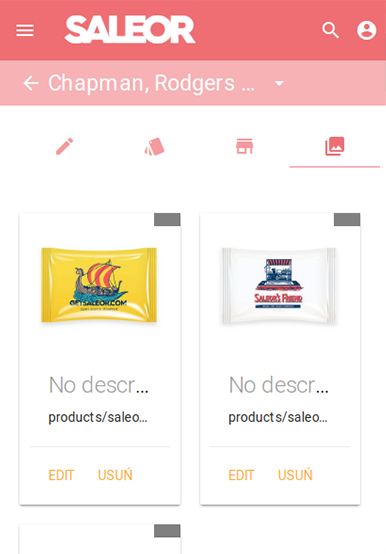 SALEOR
Chapman, Rodgers ...
GETSALEOR.COM
SALEOR'S FRIEND
No descr...
No descr...
products/saleo...
products/saleo...
EDIT USUŃ
EDIT USUŃ